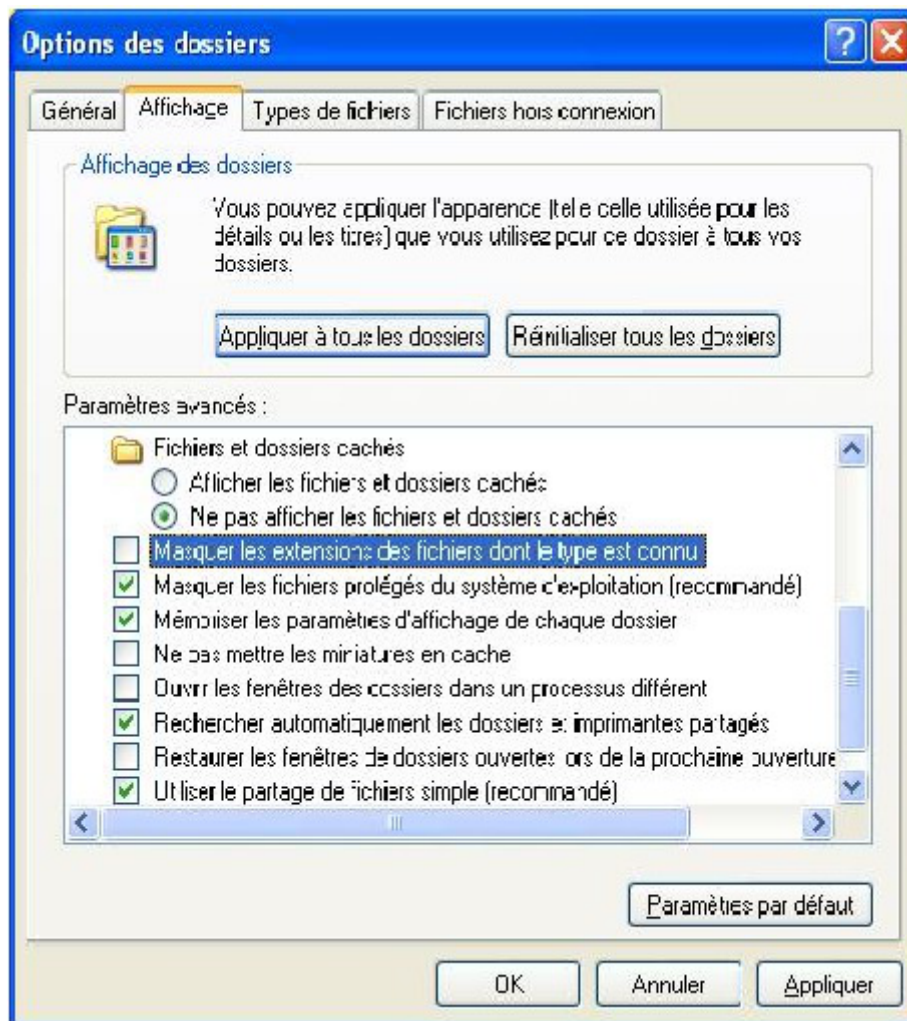 Options des dossiers
Général Affichage Types de fichiers Fichiers hors connexion
Affichage des dossiers
Vous pouvez appliquer l'apparence (telle celle utilisée pour les
détails ou les titres) que vous utilisez pour ce dossier à tous vos
dossiers.
Appliquer à tous les dossiers Réinitialiser tous les dossiers
Paramètres avancés :
Fichiers et dossiers cachés
Afficher les fichiers et dossiers cachés
Ne pas afficher les fichiers et dossiers cachés
Masquer les extensions des fichiers dont le type est connu
Masquer les fichiers protégés du système d'exploitation (recommandé)
Mémoriser les paramètres d'affichage de chaque dossier
Ne pas mettre les miniatures en cache
Ouvrir les fenêtres des dossiers dans un processus différent
Rechercher automatiquement les dossiers et imprimantes partagés
Restaurer les fenêtres de dossiers ouvertes lors de la prochaine ouverture
Utiliser le partage de fichiers simple (recommandé)
Paramètres par défaut
OK Annuler Appliquer